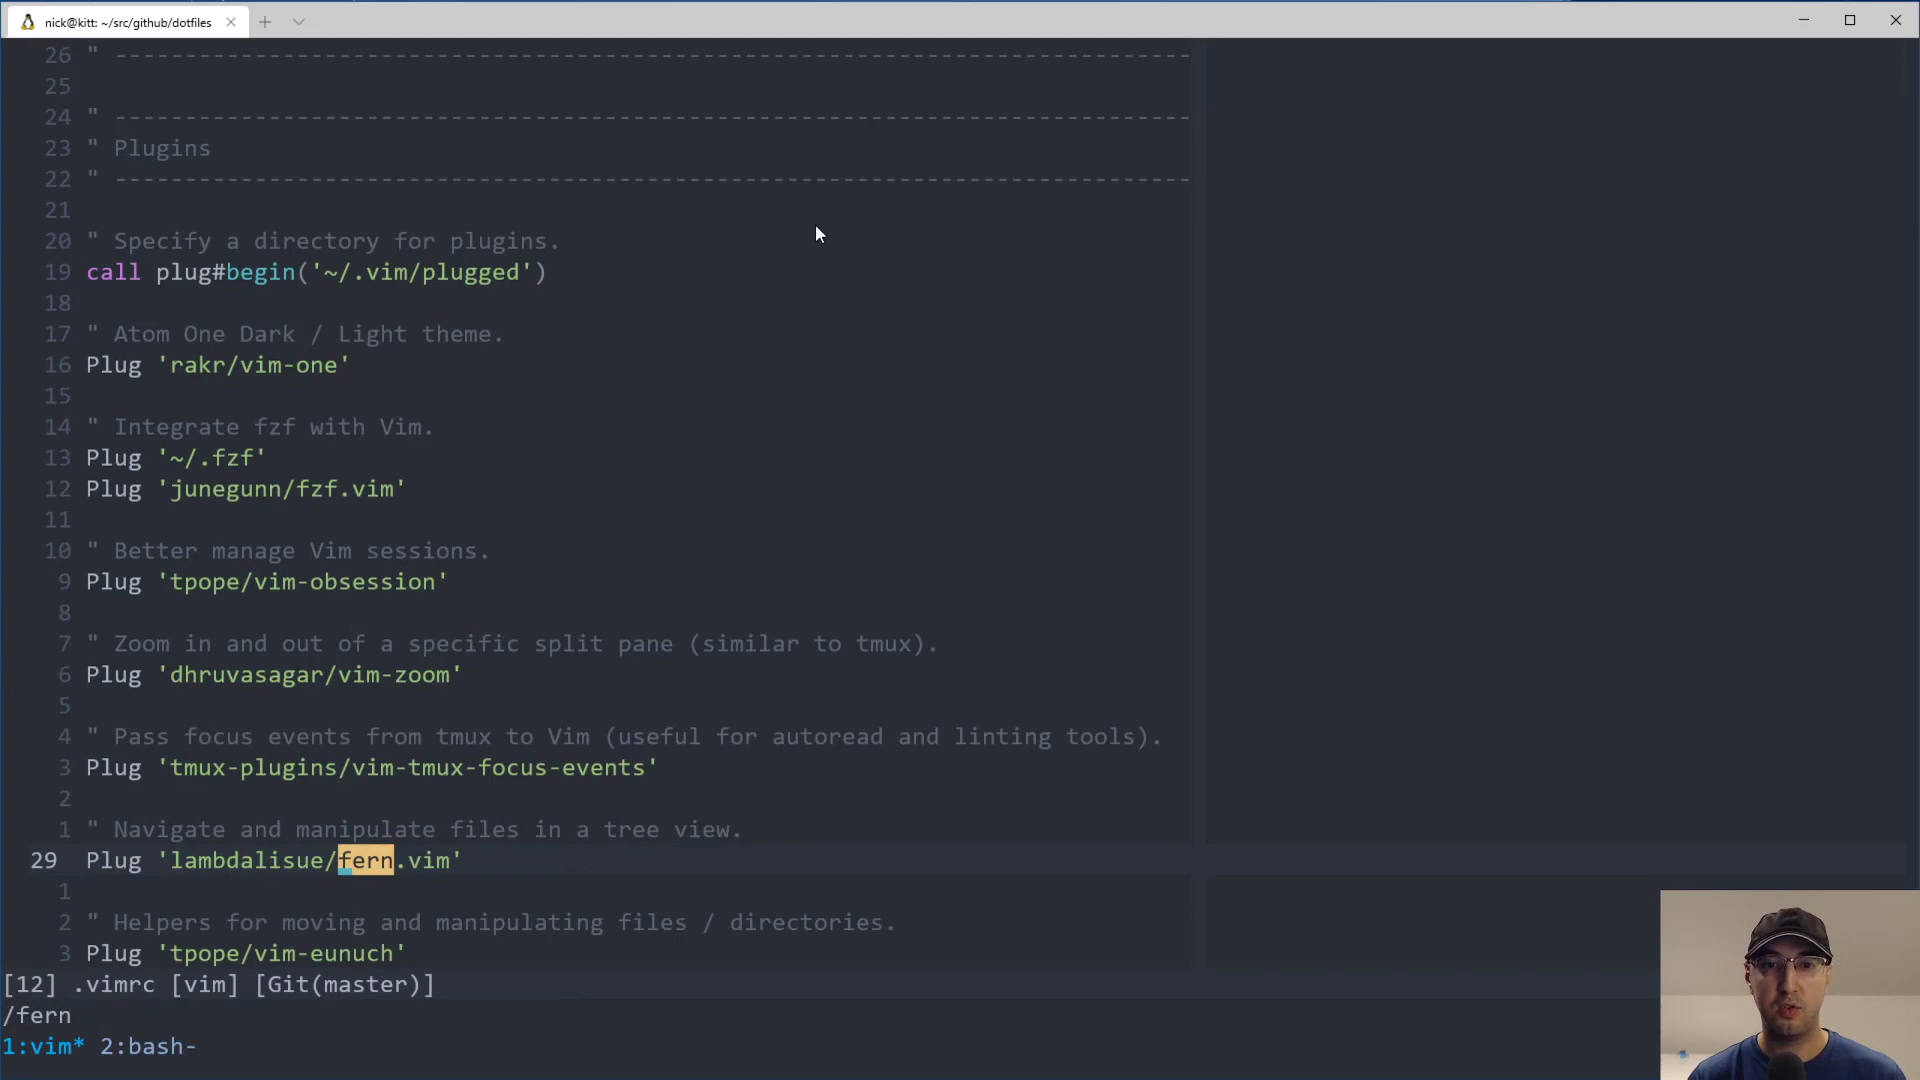 nick@kitt: ~/src/github/dotfiles
26 " -----------------------------------------------------------------------------
25
24 " -----------------------------------------------------------------------------
23 " Plugins
22 " -----------------------------------------------------------------------------
21
20 " Specify a directory for plugins.
19 call plug#begin('~/.vim/plugged')
18
17 " Atom One Dark / Light theme.
16 Plug 'rakr/vim-one'
15
14 " Integrate fzf with Vim.
13 Plug '~/.fzf'
12 Plug 'junegunn/fzf.vim'
11
10 " Better manage Vim sessions.
9 Plug 'tpope/vim-obsession'
8
7 " Zoom in and out of a specific split pane (similar to tmux).
6 Plug 'dhruvasagar/vim-zoom'
5
4 " Pass focus events from tmux to Vim (useful for autoread and linting tools).
3 Plug 'tmux-plugins/vim-tmux-focus-events'
2
1 " Navigate and manipulate files in a tree view.
29 Plug 'lambdalisue/fern.vim'
1
2 " Helpers for moving and manipulating files / directories.
3 Plug 'tpope/vim-eunuch'
[12] .vimrc [vim] [Git(master)]
/fern
1:vim* 2:bash-